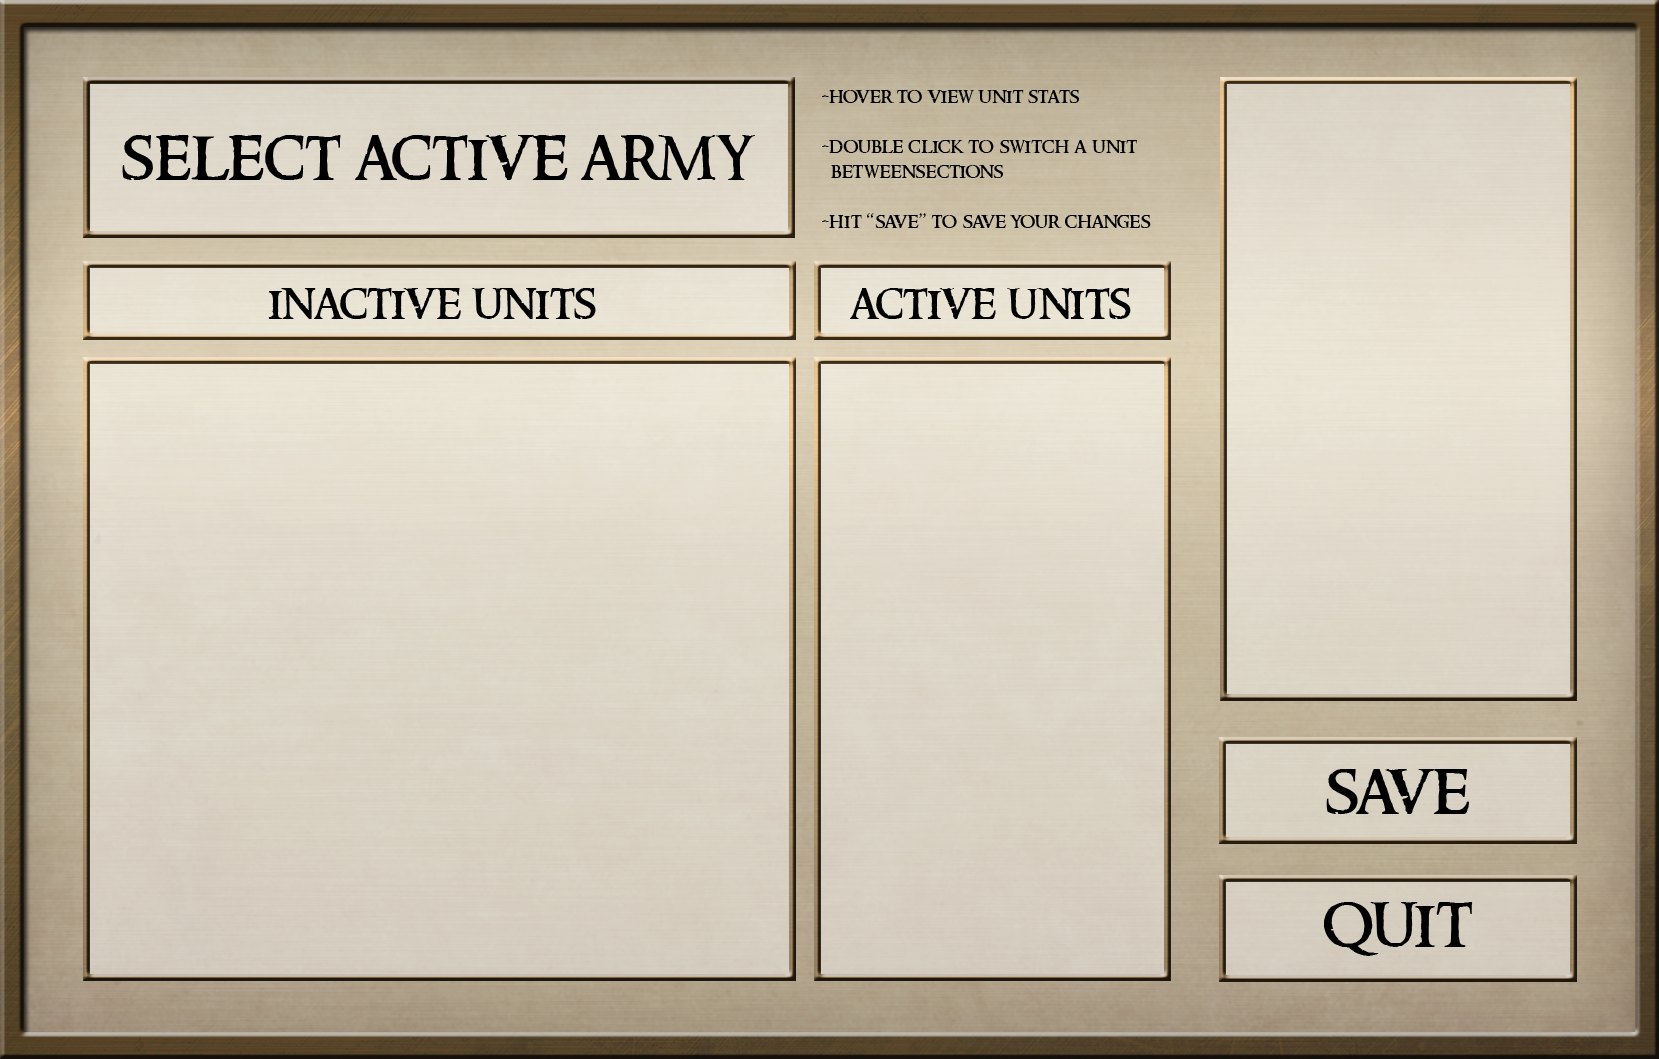 SELECT ACTIVE ARMY
~HOVER TO VIEW UNIT STATS
~DOUBLE CLICK TO SWITCH A UNIT
BETWEENSECTIONS
~HIT “SAVE” TO SAVE YOUR CHANGES
INACTIVE UNITS
ACTIVE UNITS
SAVE
QUIT